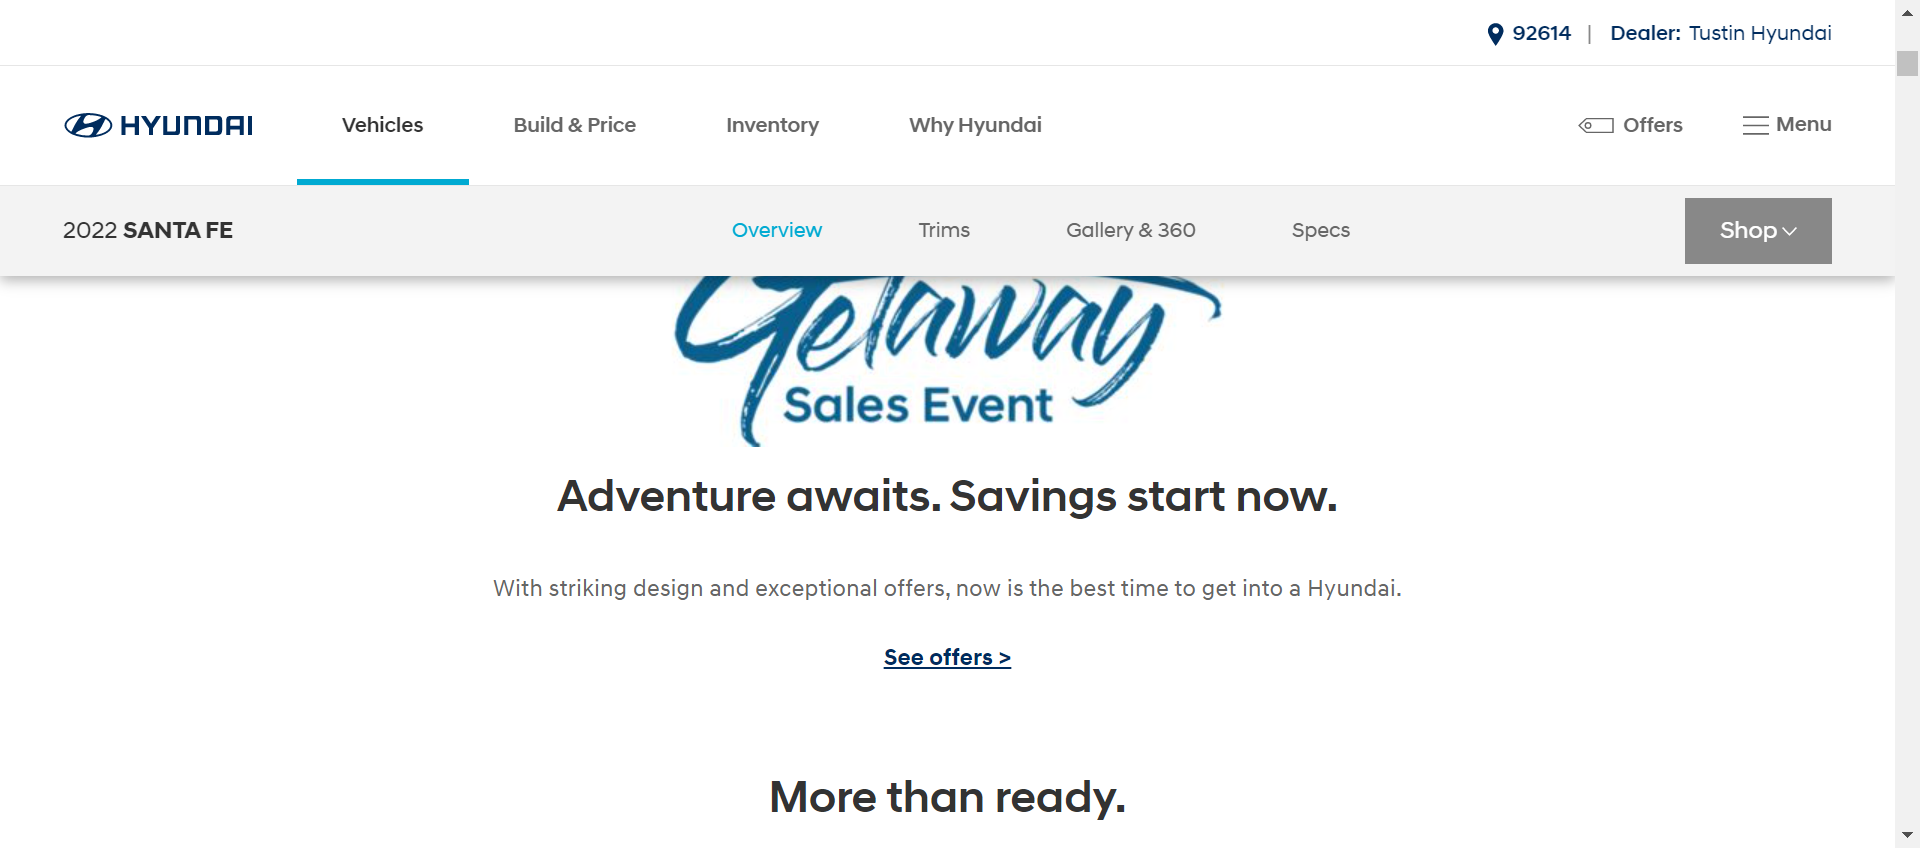 92614 | Dealer: Tustin Hyundai
HYUNDAI Vehicles Build & Price Inventory Why Hyundai Offers Menu
2022 SANTA FE Overview Trims Gallery & 360 Specs Shop
Getaway
Sales Event
Adventure awaits. Savings start now.
With striking design and exceptional offers, now is the best time to get into a Hyundai.
See offers >
More than ready.